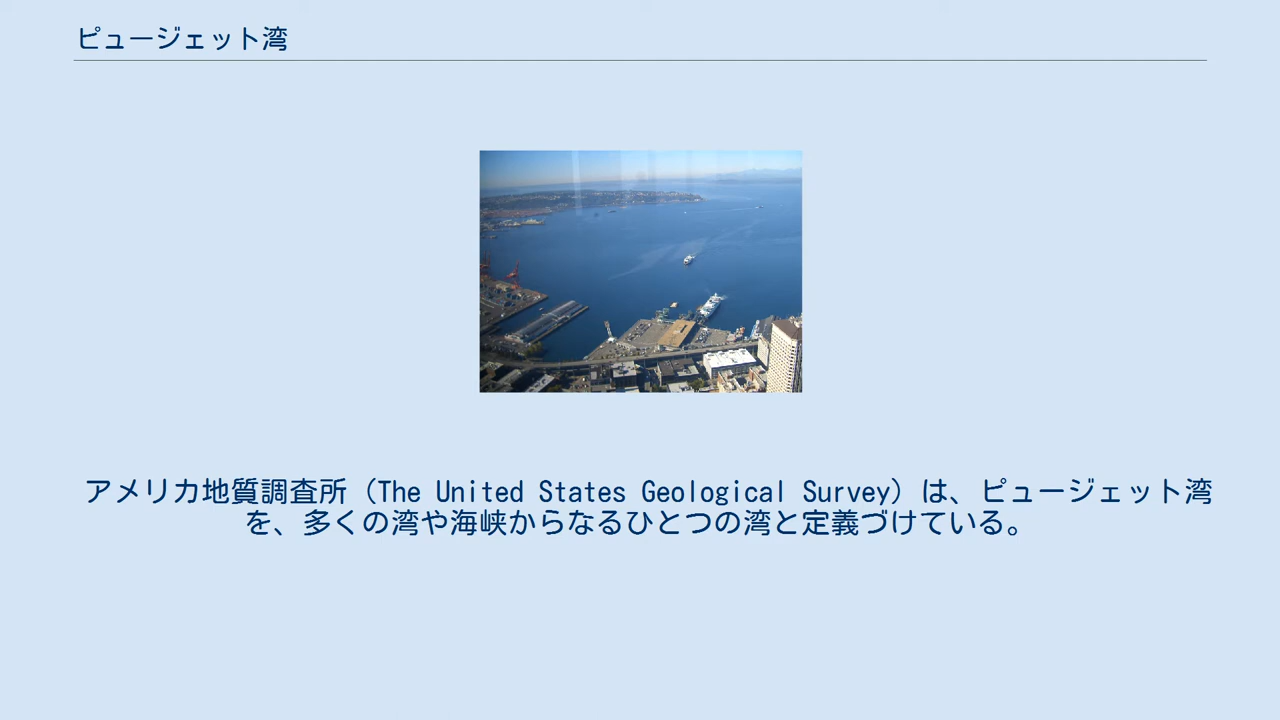 ピュージェット湾
アメリカ地質調査所（The United States Geological Survey）は、ピュージェット湾
を、多くの湾や海峡からなるひとつの湾と定義づけている。